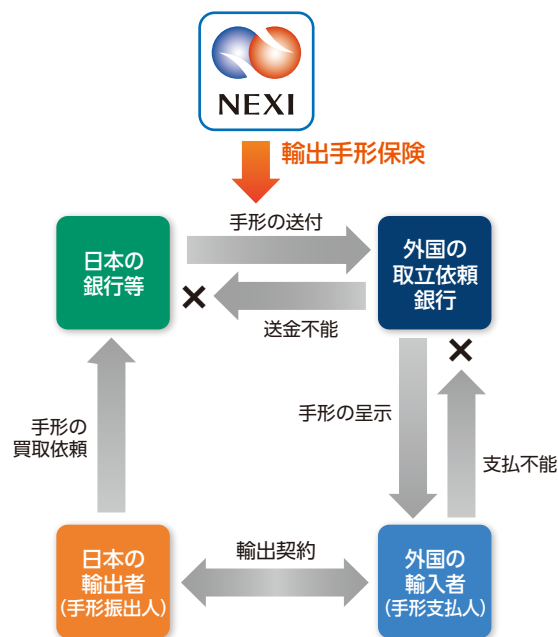 NEXI
輸出手形保険
手形の送付
日本の
銀行等
外国の
取立依頼
銀行
×
送金不能
×
手形の
買取依頼
手形の呈示
支払不能
日本の
輸出者
(手形振出人)
輸出契約
外国の
輸入者
(手形支払人)